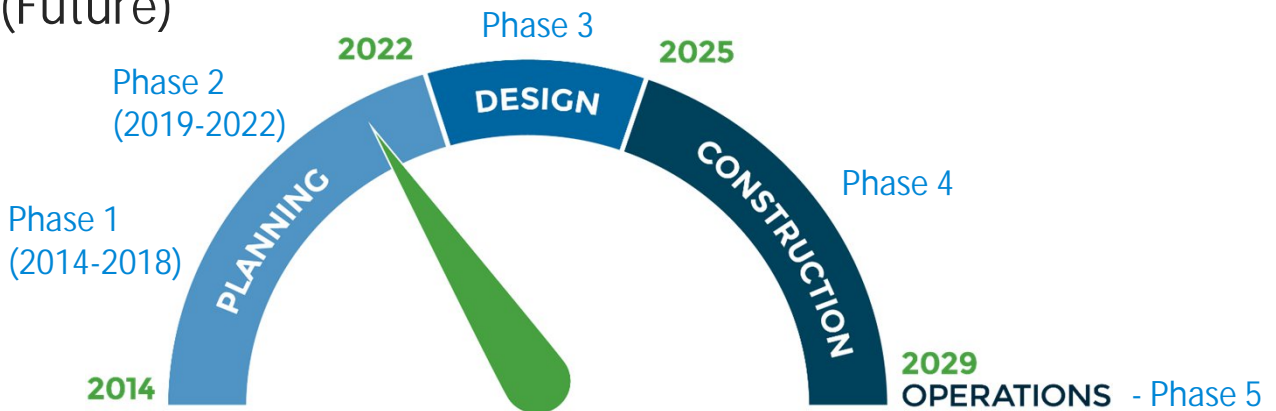 (Future)
Phase 3
2022
2025
Phase 2
(2019-2022)
DESIGN
CONSTRUCTION
Phase 4
PLANNING
Phase 1
(2014-2018)
2014
2029
OPERATIONS - Phase 5